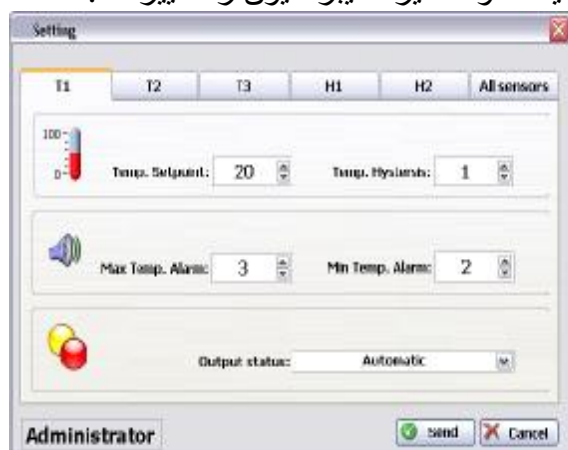 Setting
T1 T2 T3 H1 H2 All sensors
100
0
Temp. Setpoint: 20 Temp. Hystersis: 1
Max Temp. Alarm: 3 Min Temp. Alarm: 2
Output status: Automatic
Administrator Send Cancel